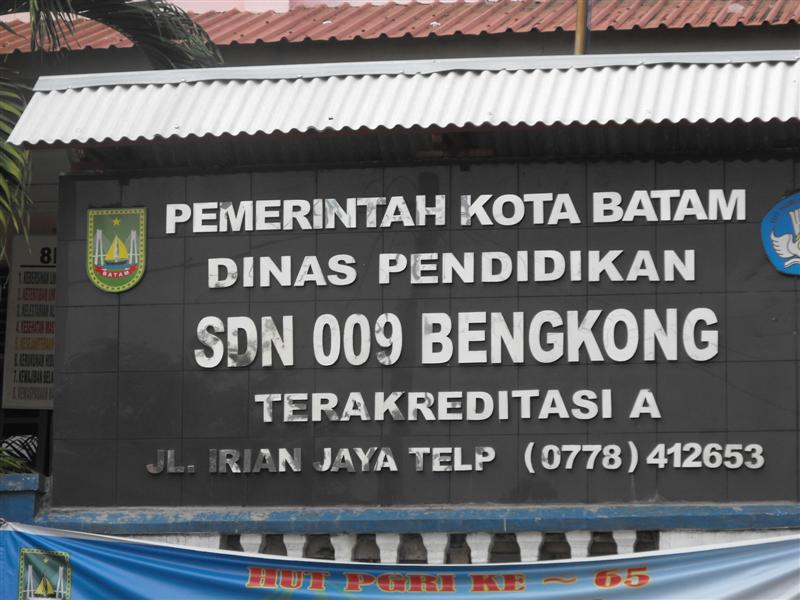 PEMERINTAH KOTA BATAM
DINAS PENDIDIKAN
SDN 009 BENGKONG
TERAKREDITASI A
JL. IRIAN JAYA TELP (0778) 412653
BATAM
HUT PGRI KE ~ 65